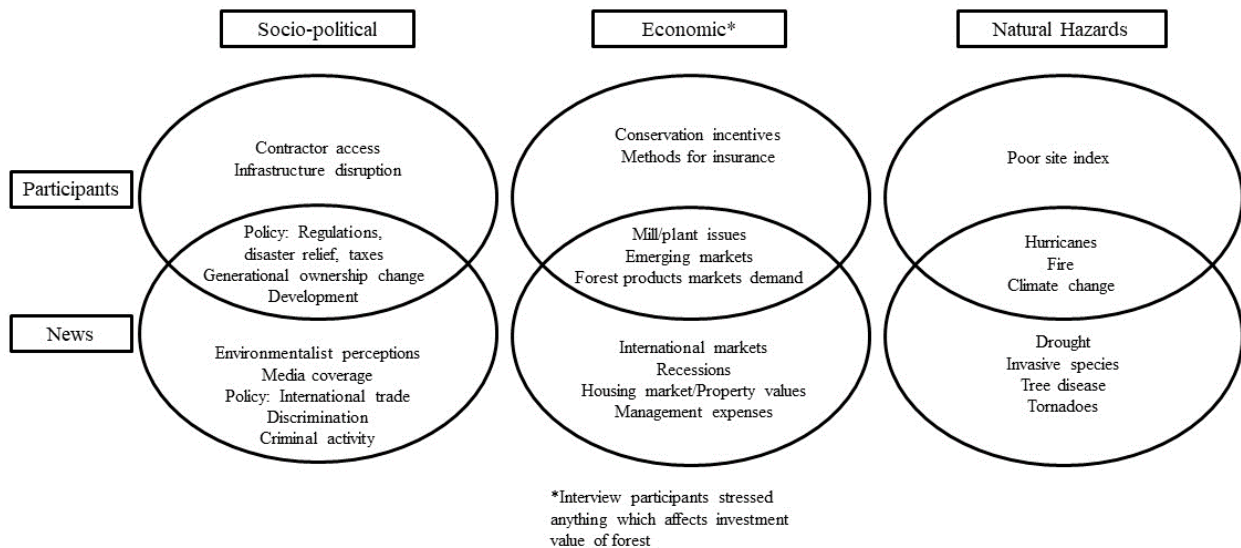 Socio-political
Economic*
Natural Hazards
Participants
News
Contractor access
Infrastructure disruption
Policy: Regulations,
disaster relief, taxes
Generational ownership change
Development
Environmentalist perceptions
Media coverage
Policy: International trade
Discrimination
Criminal activity
Conservation incentives
Methods for insurance
Mill/plant issues
Emerging markets
Forest products markets demand
International markets
Recessions
Housing market/Property values
Management expenses
*Interview participants stressed
anything which affects investment
value of forest
Poor site index
Hurricanes
Fire
Climate change
Drought
Invasive species
Tree disease
Tornadoes